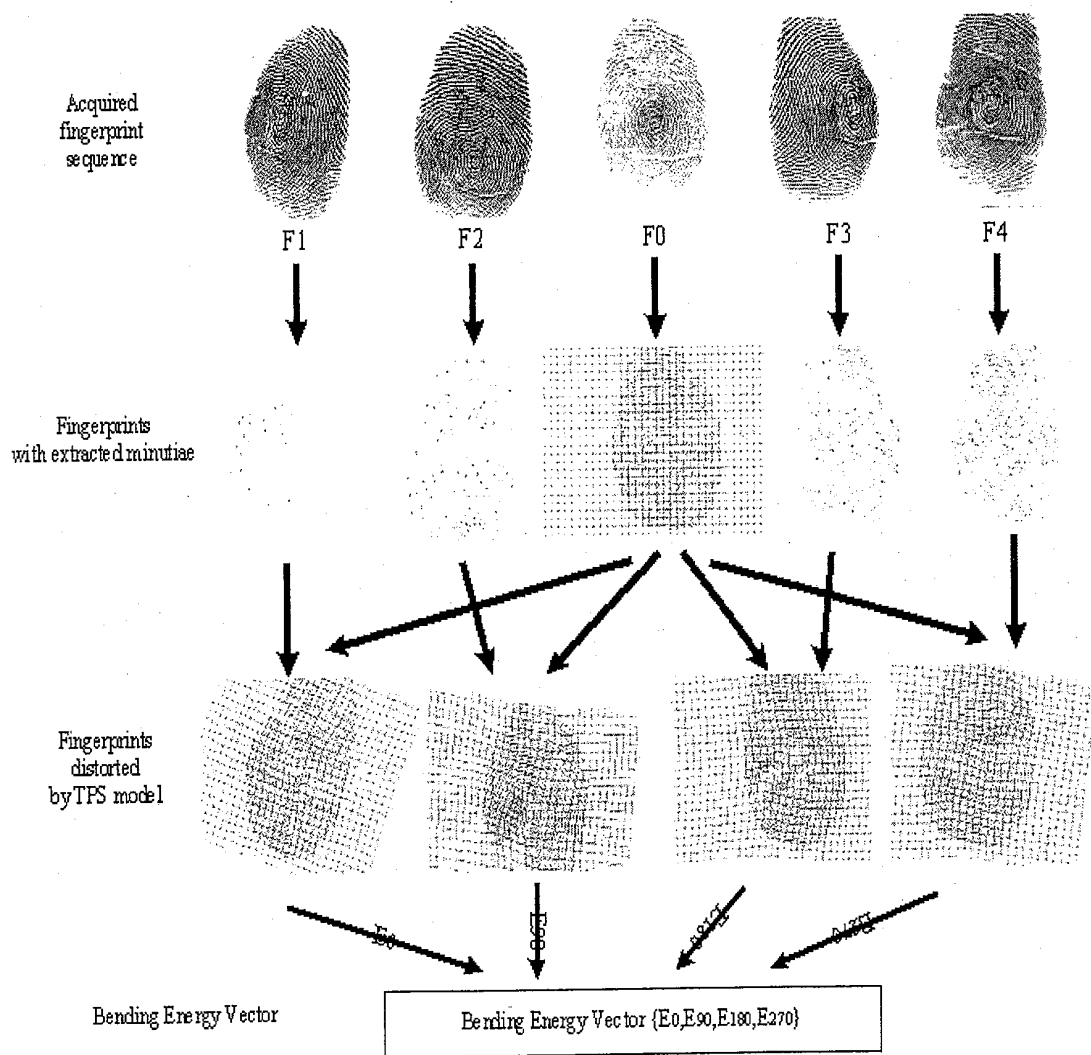 Acquired
fingerprint
sequence
F1
F2
F0
F3
F4
Fingerprints
with extracted minutiae
Fingerprints
distorted
by TPS model
E0
E90
E180
E270
Bending Energy Vector
Bending Energy Vector {E0,E90,E180,E270}